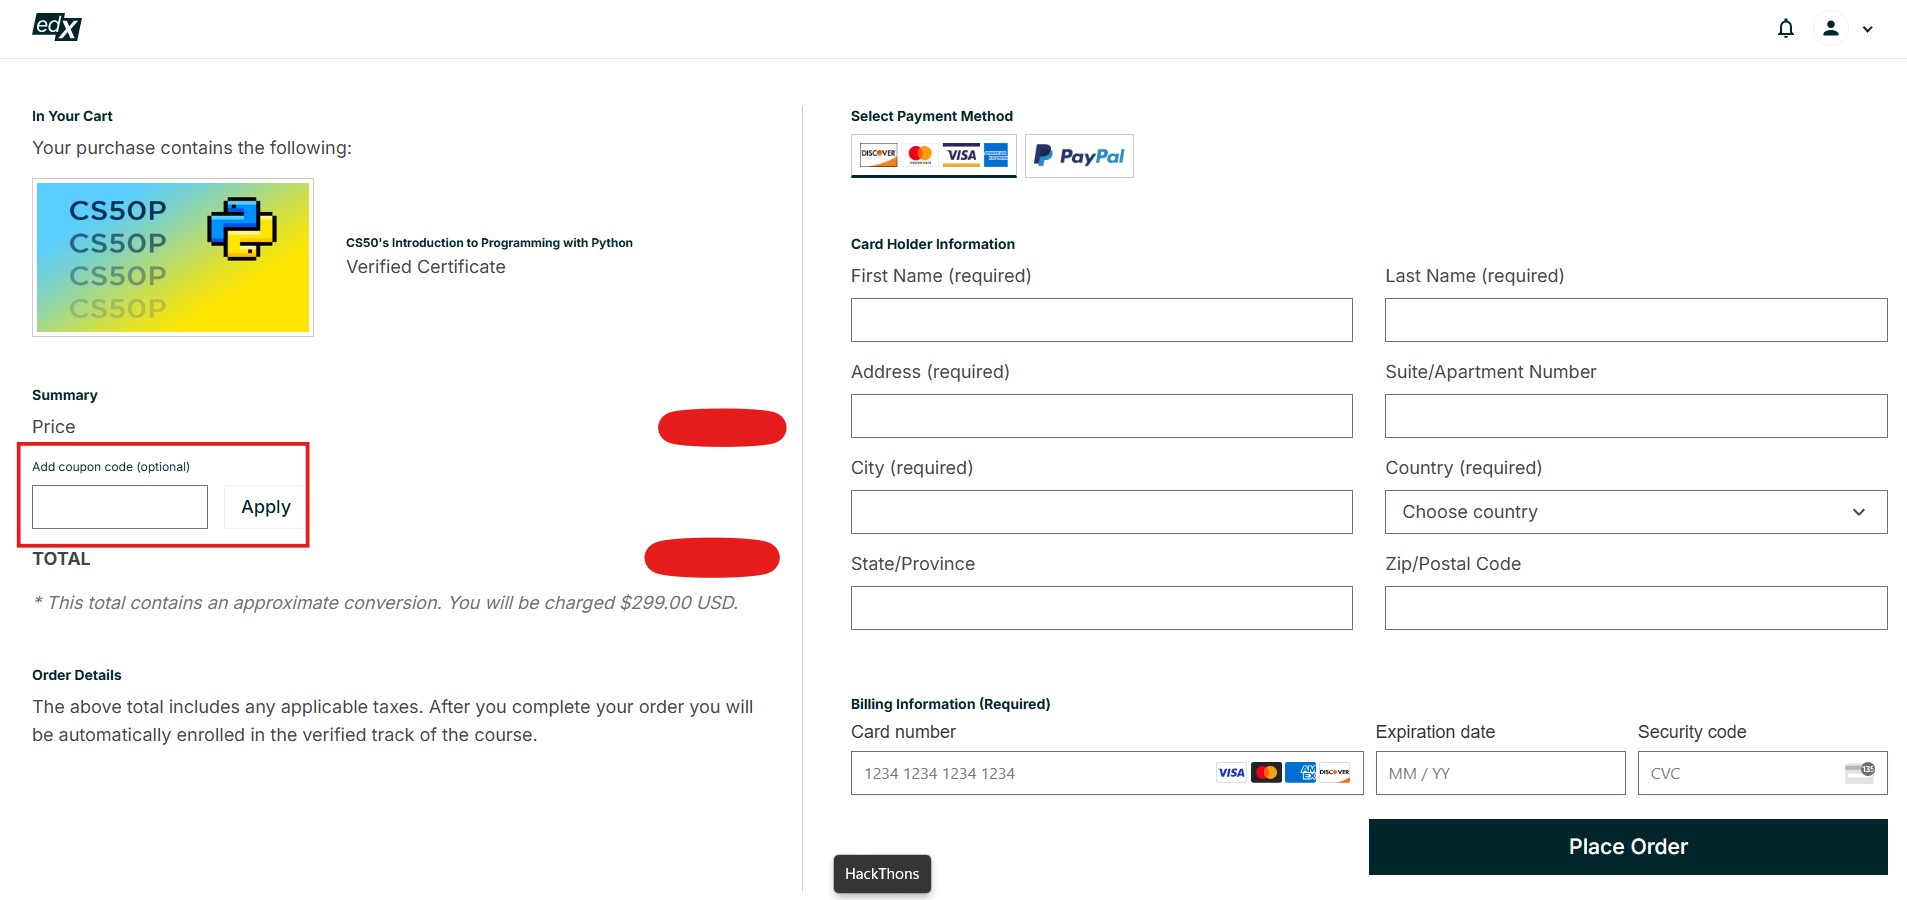 edX
In Your Cart
Your purchase contains the following:
CS50P
CS50P
CS50P
CS50P
CS50's Introduction to Programming with Python
Verified Certificate
Summary
Price
Add coupon code (optional)
Apply
TOTAL
* This total contains an approximate conversion. You will be charged $299.00 USD.
Order Details
The above total includes any applicable taxes. After you complete your order you will
be automatically enrolled in the verified track of the course.
Select Payment Method
DISCOVER mastercard VISA AMERICAN EXPRESS PayPal
Card Holder Information
First Name (required) Last Name (required)
Address (required) Suite/Apartment Number
City (required) Country (required)
Choose country
State/Province Zip/Postal Code
Billing Information (Required)
Card number Expiration date Security code
1234 1234 1234 1234 VISA AMEX DISCOVER MM / YY CVC 135
Place Order
HackThons